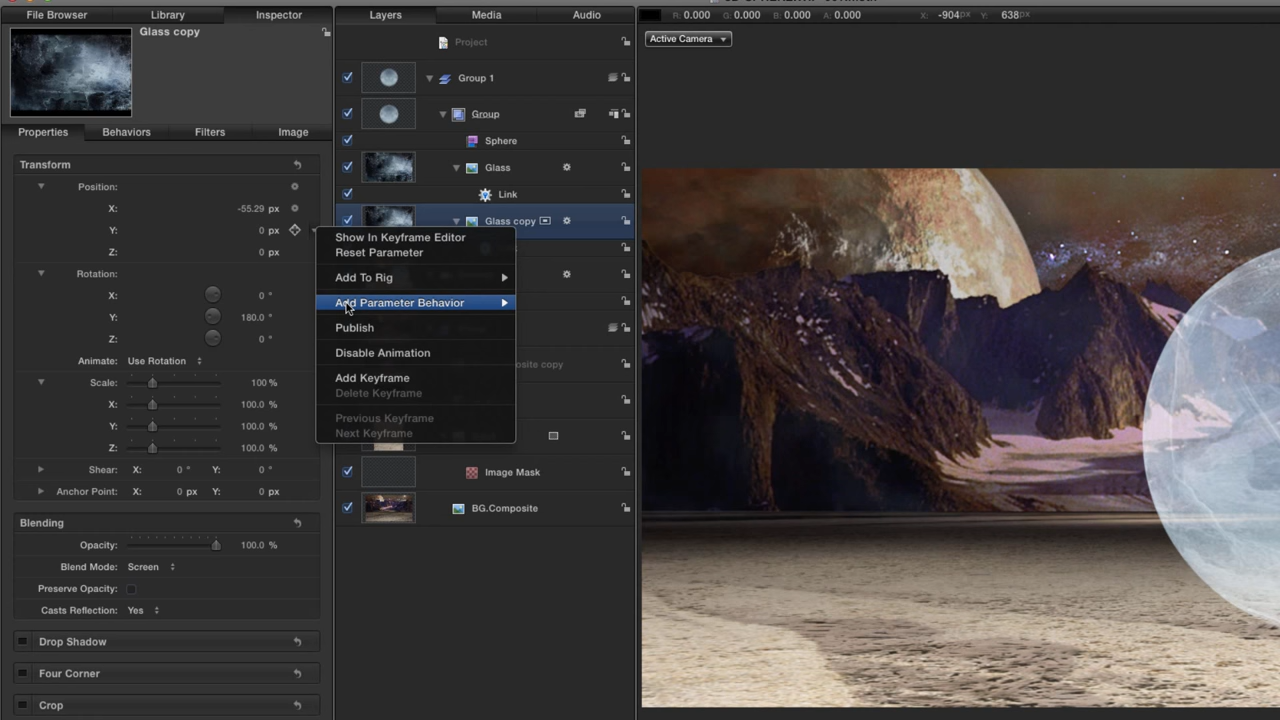 File Browser
Library
Inspector
Layers
Media
Audio
R: 0.000 G: 0.000 B: 0.000 A: 0.000 X: -904px Y: 638px
Glass copy
Active Camera
Properties
Behaviors
Filters
Image
Transform
Position:
X: -55.29 px
Y: 0 px
Z: 0 px
Rotation:
X: 0 °
Y: 180.0 °
Z: 0 °
Animate: Use Rotation
Scale: 100 %
X: 100.0 %
Y: 100.0 %
Z: 100.0 %
Shear: X: 0 ° Y: 0 °
Anchor Point: X: 0 px Y: 0 px
Blending
Opacity: 100.0 %
Blend Mode: Screen
Preserve Opacity:
Casts Reflection: Yes
Drop Shadow
Four Corner
Crop
Project
Group 1
Group
Sphere
Glass
Link
Glass copy
Show In Keyframe Editor
Reset Parameter
Add To Rig
Add Parameter Behavior
Publish
Disable Animation
Add Keyframe
Delete Keyframe
Previous Keyframe
Next Keyframe
copy
Image Mask
BG.Composite